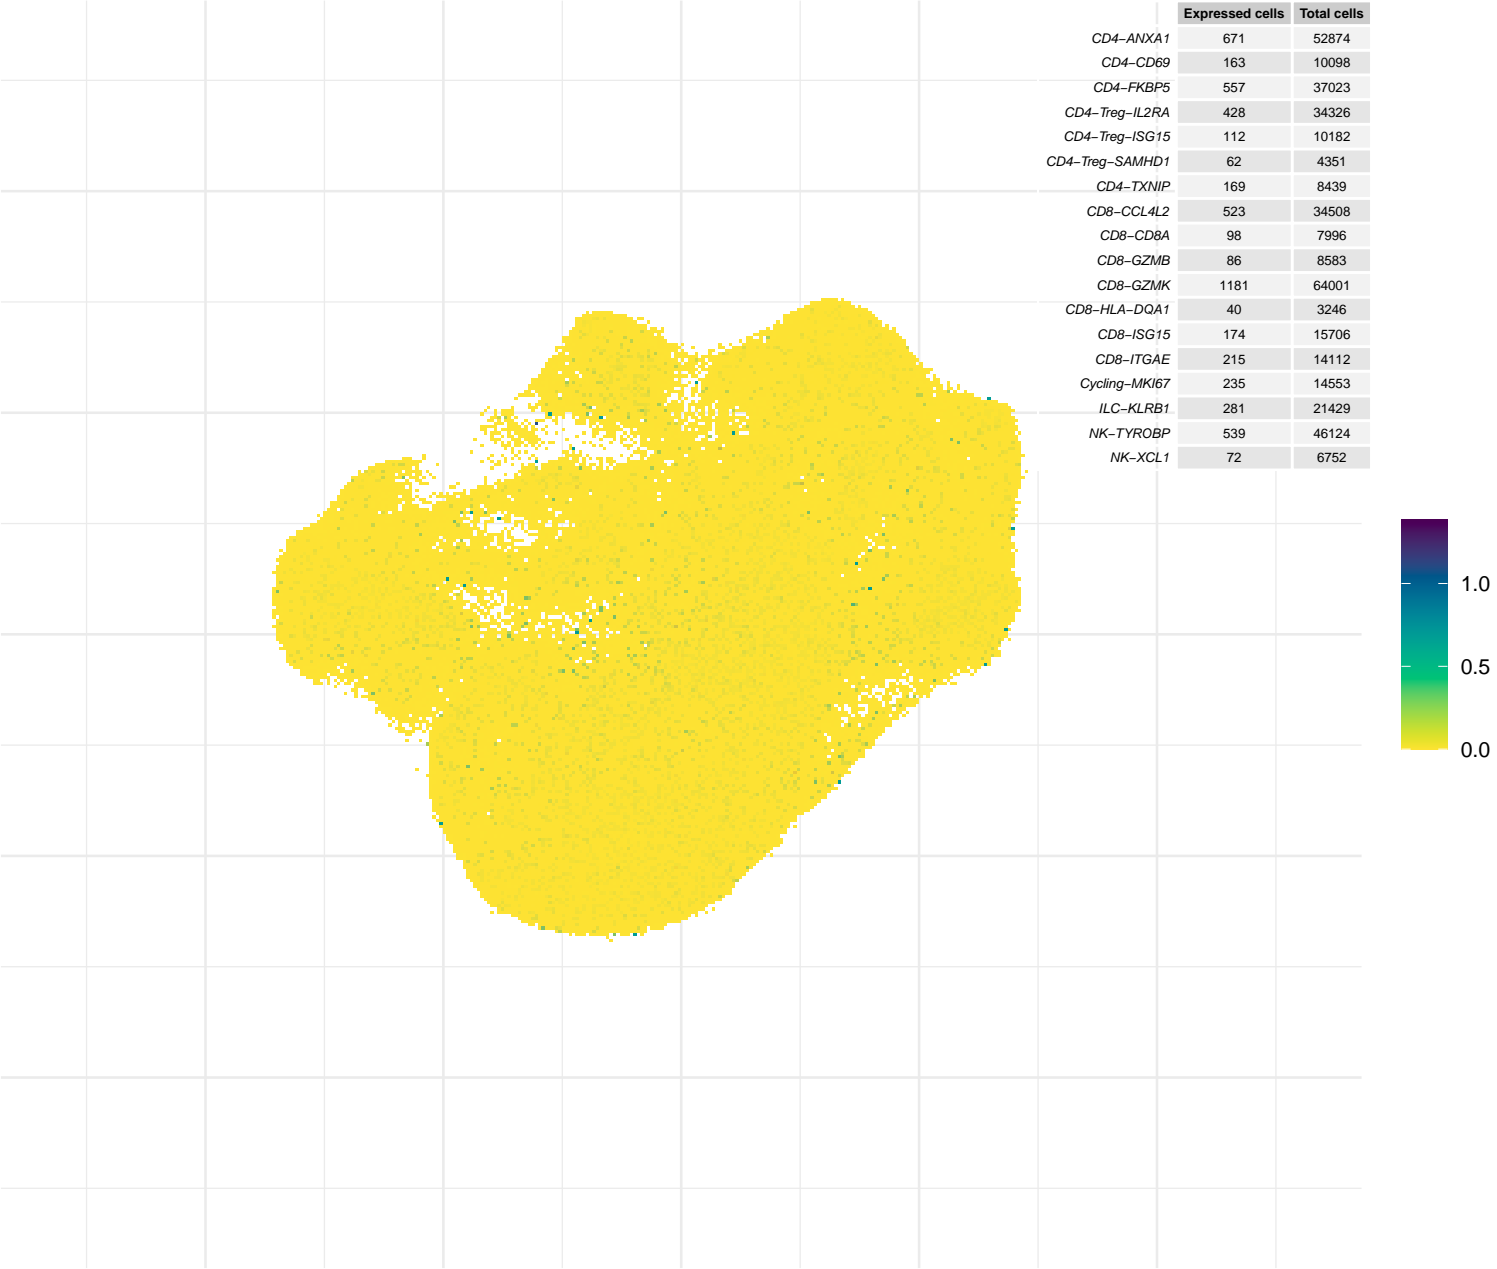 Expressed cells Total cells
CD4−ANXA1 671 52874
CD4−CD69 163 10098
CD4−FKBP5 557 37023
CD4−Treg−IL2RA 428 34326
CD4−Treg−ISG15 112 10182
CD4−Treg−SAMHD1 62 4351
CD4−TXNIP 169 8439
CD8−CCL4L2 523 34508
CD8−CD8A 98 7996
CD8−GZMB 86 8583
CD8−GZMK 1181 64001
CD8−HLA−DQA1 40 3246
CD8−ISG15 174 15706
CD8−ITGAE 215 14112
Cycling−MKI67 235 14553
ILC−KLRB1 281 21429
NK−TYROBP 539 46124
NK−XCL1 72 6752
1.0
0.5
0.0